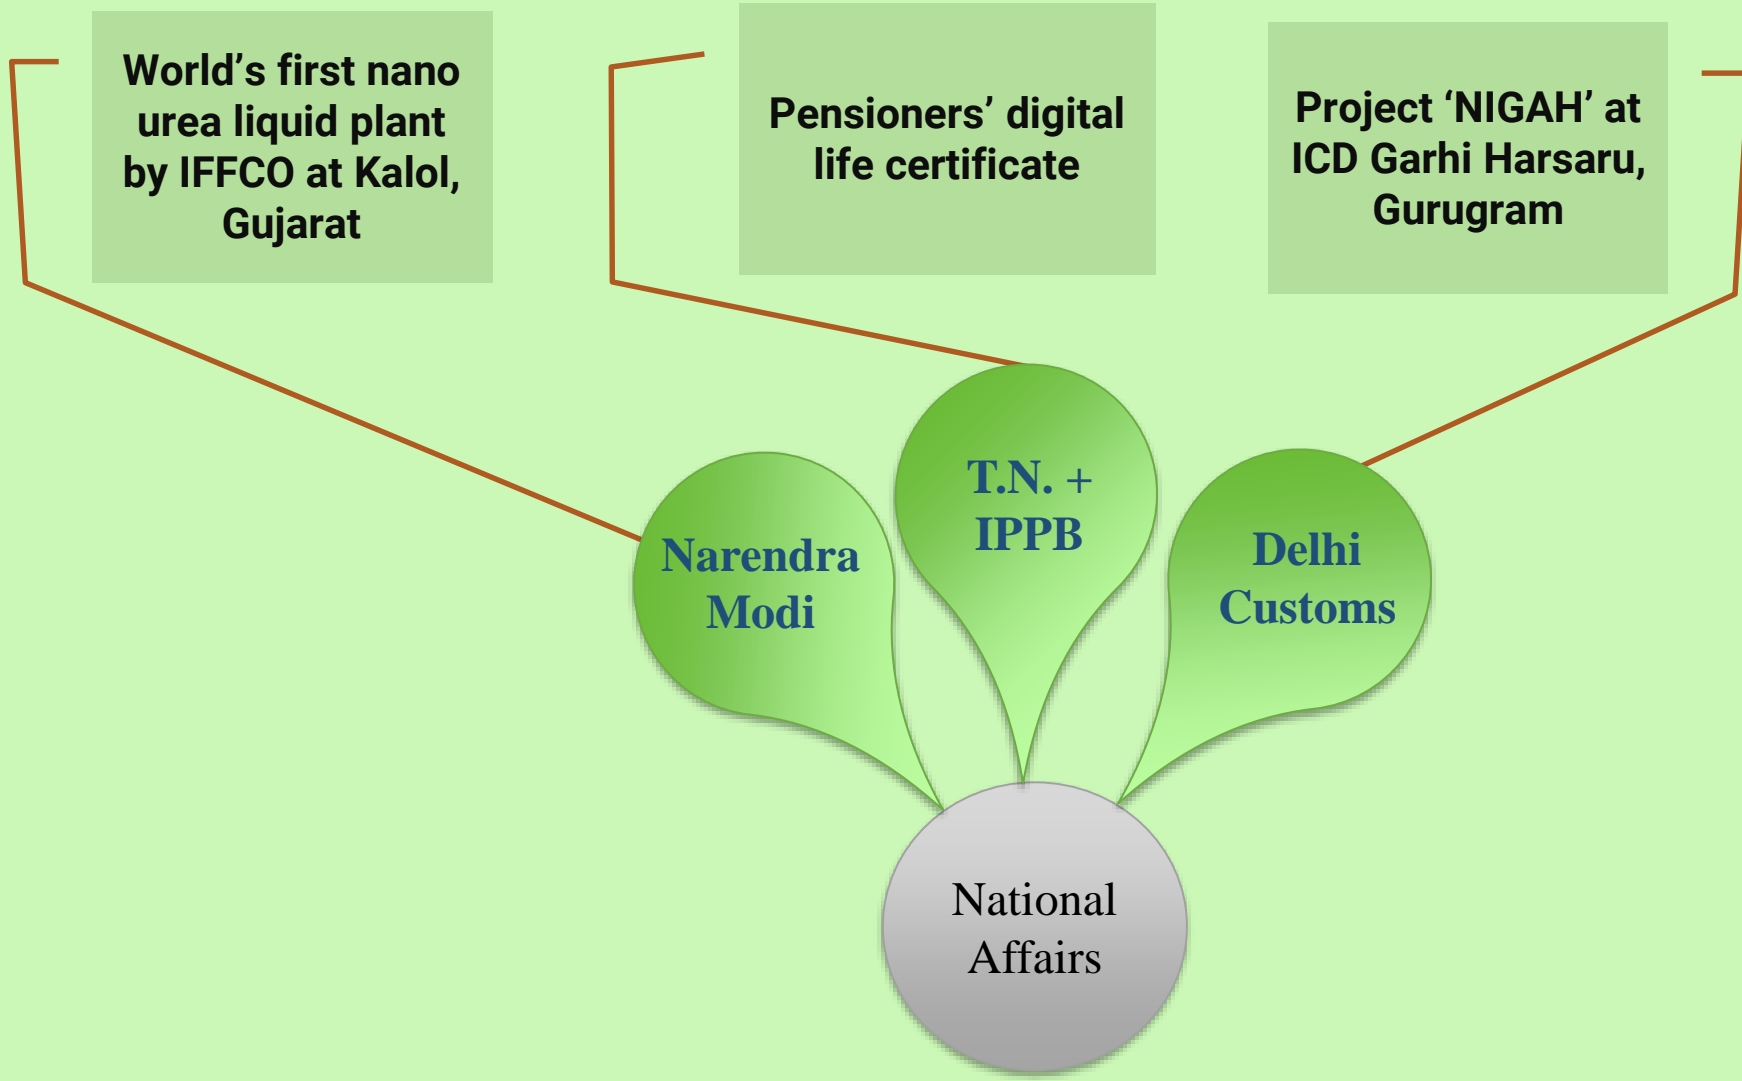 World’s first nano
urea liquid plant
by IFFCO at Kalol,
Gujarat
Pensioners’ digital
life certificate
Project ‘NIGAH’ at
ICD Garhi Harsaru,
Gurugram
Narendra
Modi
T.N. +
IPPB
Delhi
Customs
National
Affairs